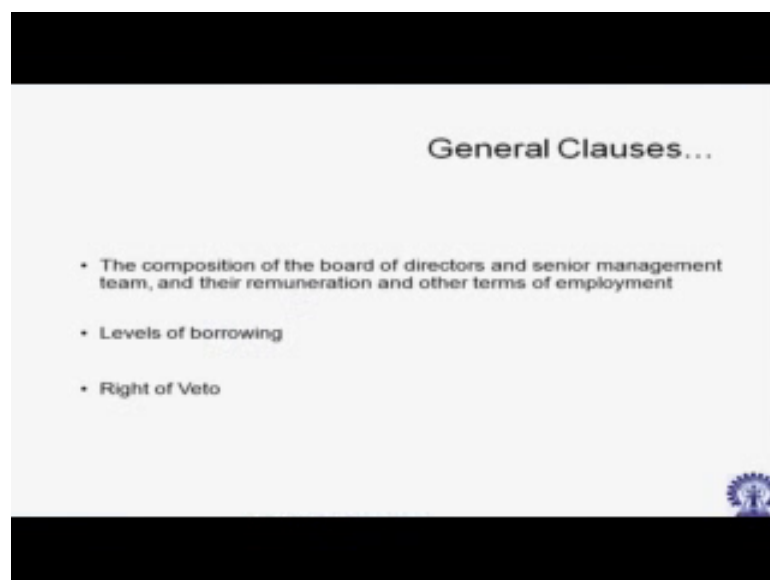 General Clauses...
• The composition of the board of directors and senior management
team, and their remuneration and other terms of employment
• Levels of borrowing
• Right of Veto